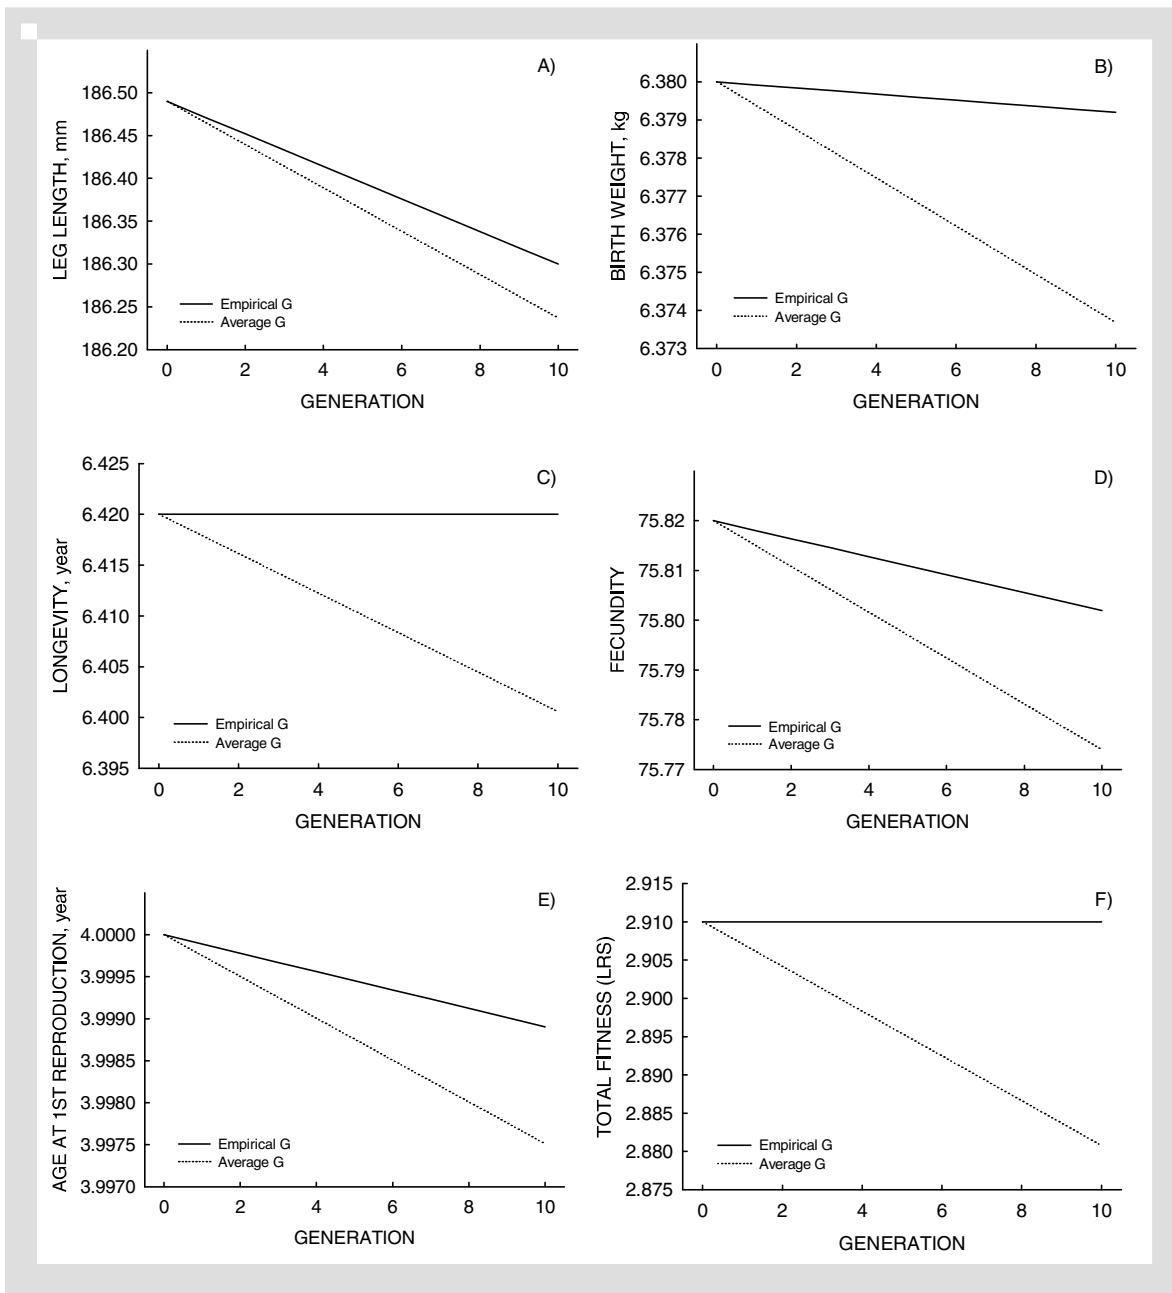 A)
186.50
186.45
186.40
186.35
186.30
186.25
186.20
LEG LENGTH, mm
Empirical G
Average G
0 2 4 6 8 10
GENERATION
B)
6.380
6.379
6.378
6.377
6.376
6.375
6.374
6.373
BIRTH WEIGHT, kg
Empirical G
Average G
0 2 4 6 8 10
GENERATION
C)
6.425
6.420
6.415
6.410
6.405
6.400
6.395
LONGEVITY, year
Empirical G
Average G
0 2 4 6 8 10
GENERATION
D)
75.82
75.81
75.80
75.79
75.78
75.77
FECUNDITY
Empirical G
Average G
0 2 4 6 8 10
GENERATION
E)
4.0000
3.9995
3.9990
3.9985
3.9980
3.9975
3.9970
AGE AT 1ST REPRODUCTION, year
Empirical G
Average G
0 2 4 6 8 10
GENERATION
F)
2.915
2.910
2.905
2.900
2.895
2.890
2.885
2.880
2.875
TOTAL FITNESS (LRS)
Empirical G
Average G
0 2 4 6 8 10
GENERATION